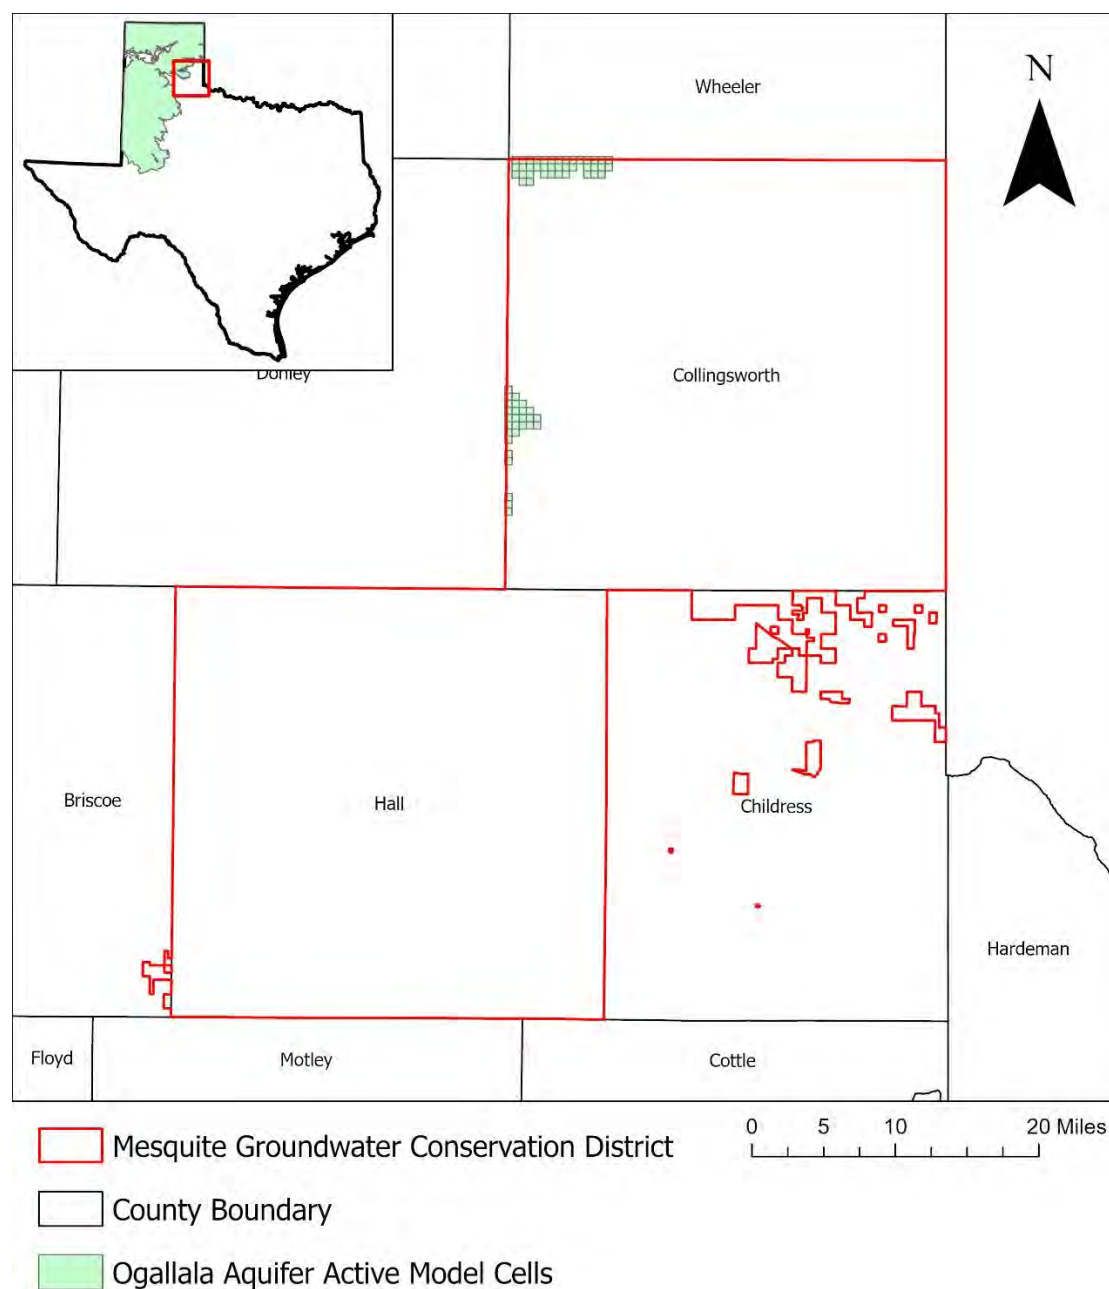 N
Wheeler
Donley
Collingsworth
Briscoe
Hall
Childress
Hardeman
Floyd
Motley
Cottle
0 5 10 20 Miles
Mesquite Groundwater Conservation District
County Boundary
Ogallala Aquifer Active Model Cells